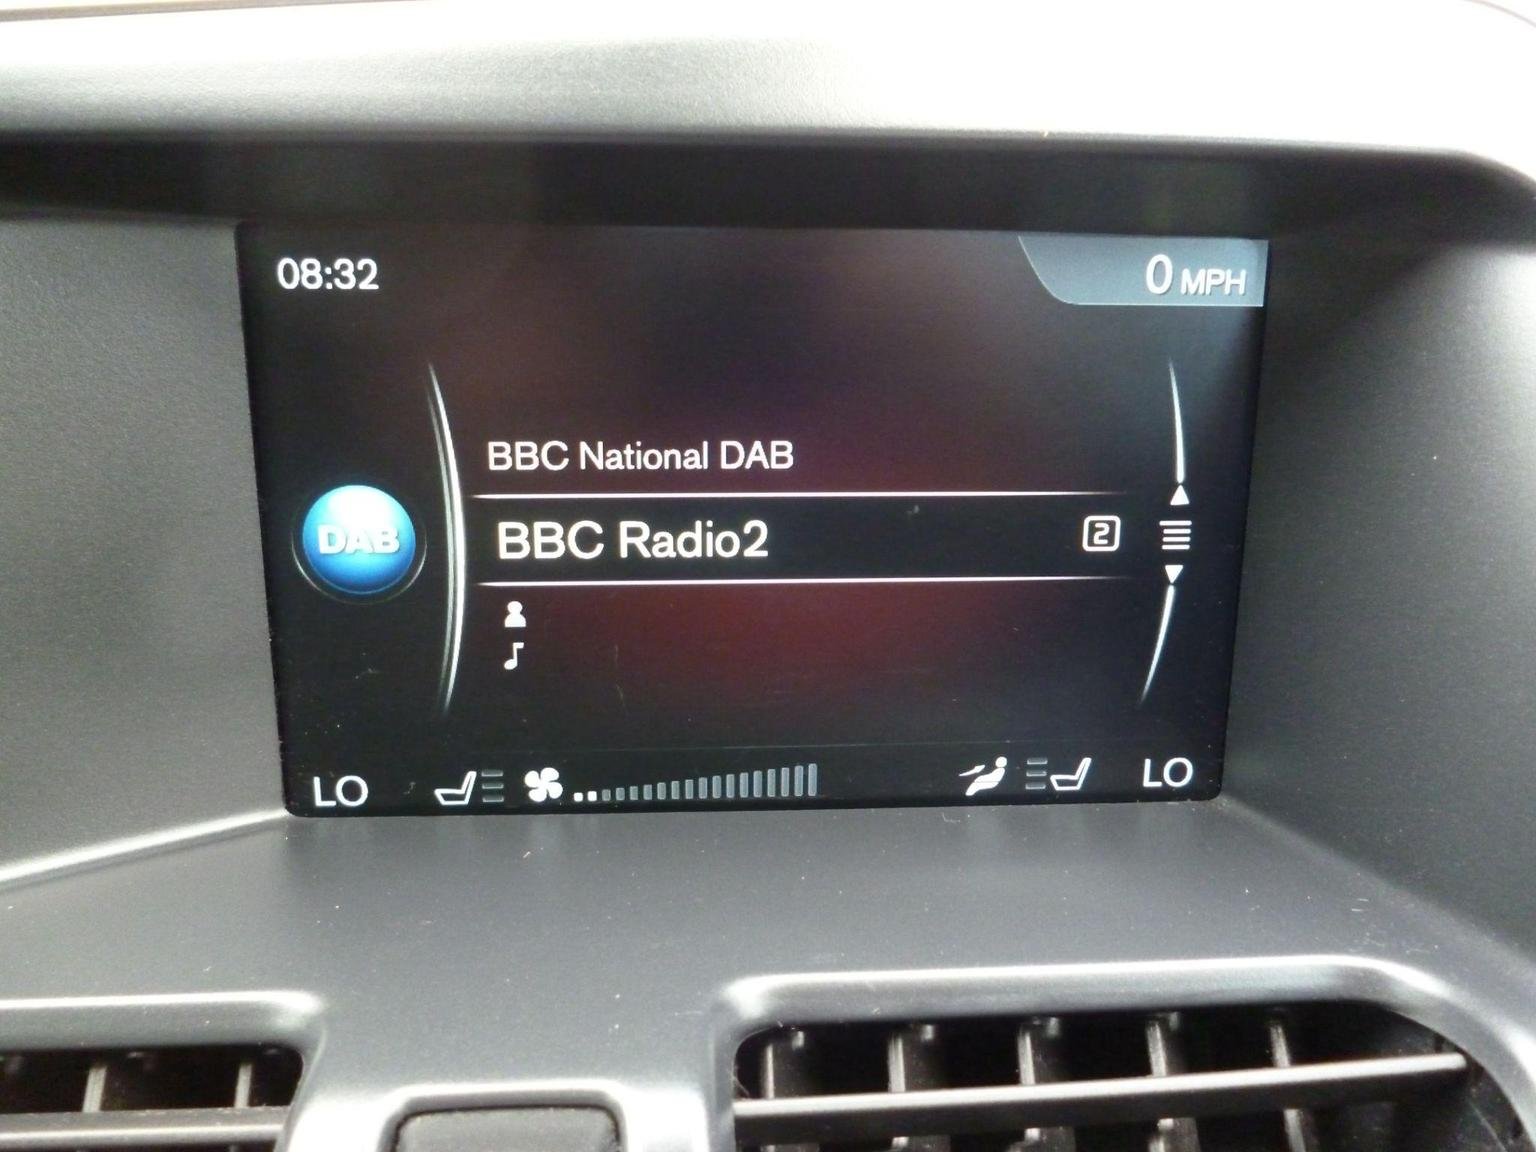 08:32
0 MPH
BBC National DAB
DAB
BBC Radio2
2
LO
LO